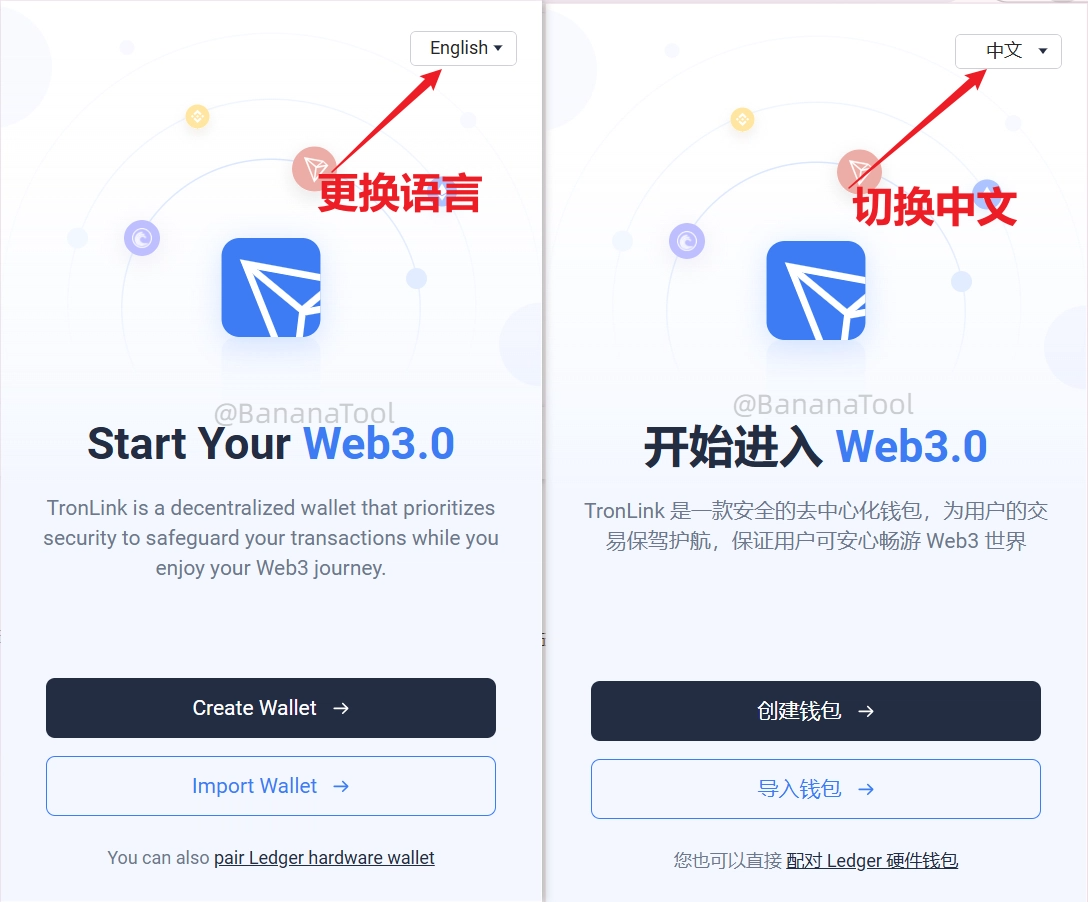 English
更换语言
@BananaTool
Start Your Web3.0
TronLink is a decentralized wallet that prioritizes
security to safeguard your transactions while you
enjoy your Web3 journey.
Create Wallet →
Import Wallet →
You can also pair Ledger hardware wallet
中文
切换中文
@BananaTool
开始进入 Web3.0
TronLink 是一款安全的去中心化钱包，为用户的交
易保驾护航，保证用户可安心畅游 Web3 世界
创建钱包 →
导入钱包 →
您也可以直接 配对 Ledger 硬件钱包